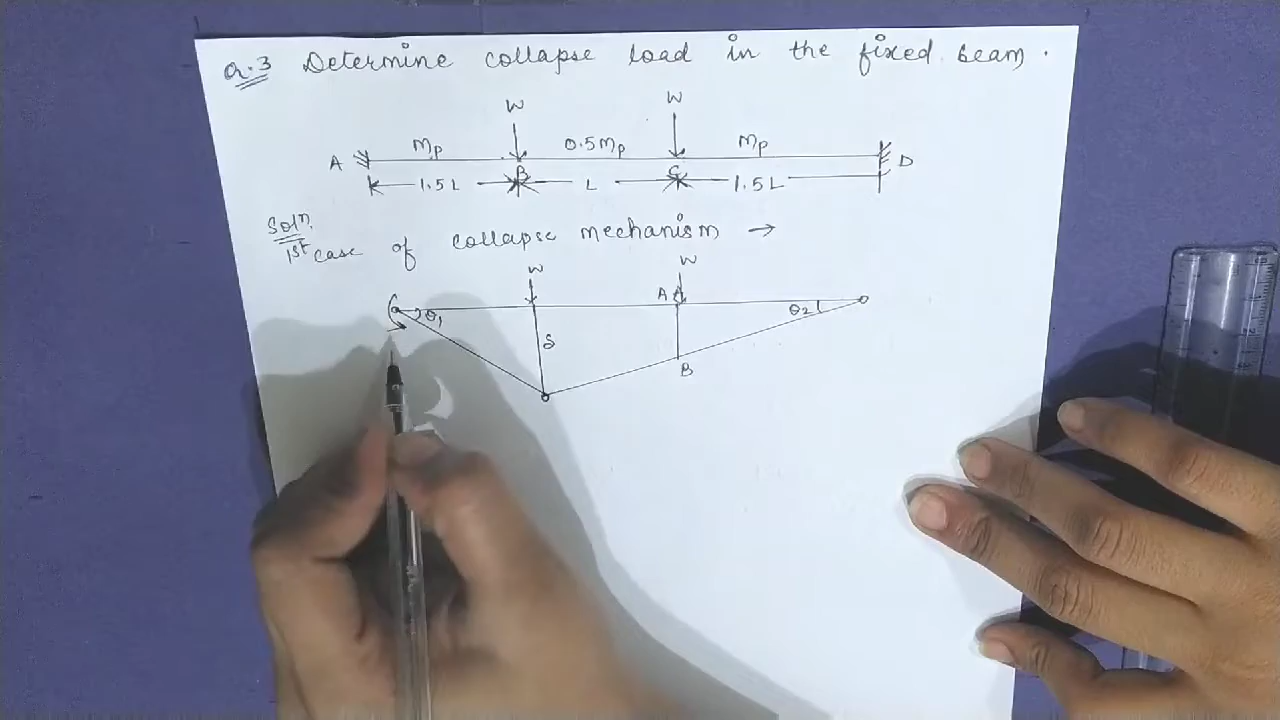 Q.3 Determine collapse load in the fixed beam.
W W
A Mp 0.5Mp Mp D
B C
1.5L L 1.5L
Soln.
1st case of collapse mechanism →
W W
A
θ1 θ2
δ
B